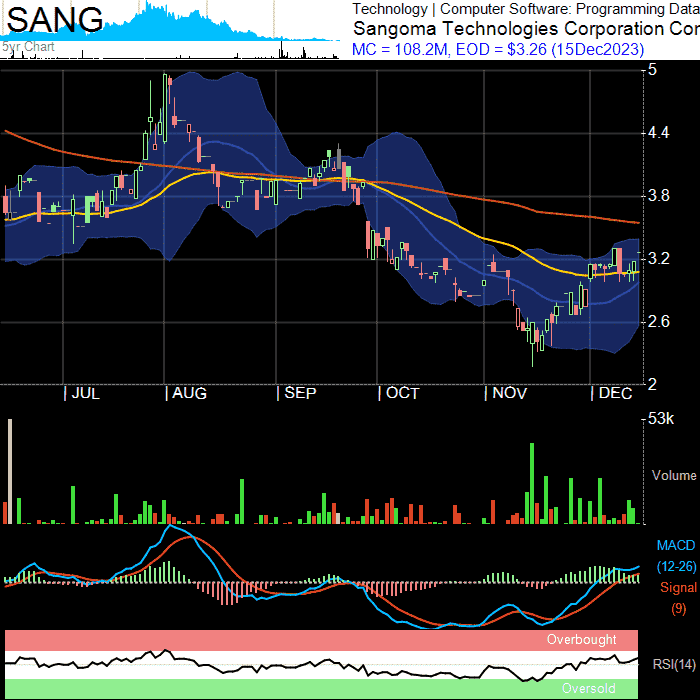 SANG
5yr Chart
Technology | Computer Software: Programming Data
Sangoma Technologies Corporation Cor
MC = 108.2M, EOD = $3.26 (15Dec2023)
5
4.4
3.8
3.2
2.6
2
| JUL | AUG | SEP | OCT | NOV | DEC
53k
Volume
MACD
(12-26)
Signal
(9)
Overbought
RSI(14)
Oversold